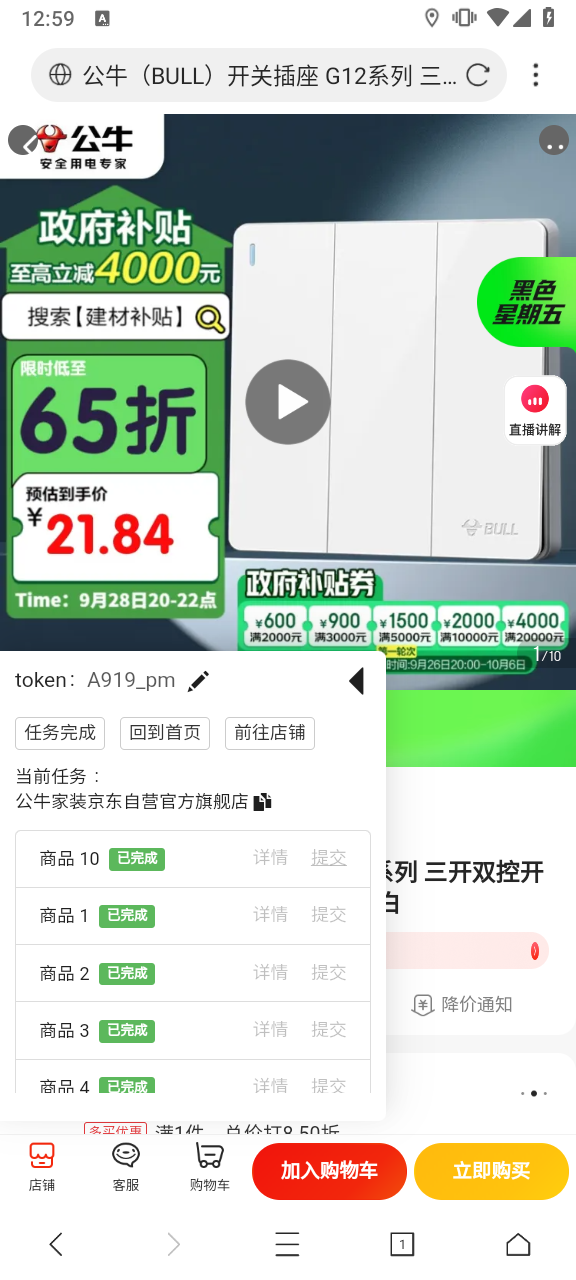 12:59
A
公牛（BULL）开关插座 G12系列 三...
公牛
安全用电专家
政府补贴
至高立减4000元
搜索【建材补贴】
限时低至
65折
预估到手价
¥21.84
Time：9月28日20-22点
黑色
星期五
直播讲解
BULL
政府补贴券
¥600 ¥900 ¥1500 ¥2000 ¥4000
满2000元 满3000元 满5000元 满10000元 满20000元
第一轮次
时间:9月26日20:00-10月6日
1/10
token： A919_pm
任务完成 回到首页 前往店铺
当前任务：
公牛家装京东自营官方旗舰店
商品 10 已完成 详情 提交
系列 三开双控开
商品 1 已完成 详情 提交
白
商品 2 已完成 详情 提交
商品 3 已完成 详情 提交
降价通知
商品 4 已完成 详情 提交
多买优惠 满1件，总价打8.50折
店铺 客服 购物车 加入购物车 立即购买
1